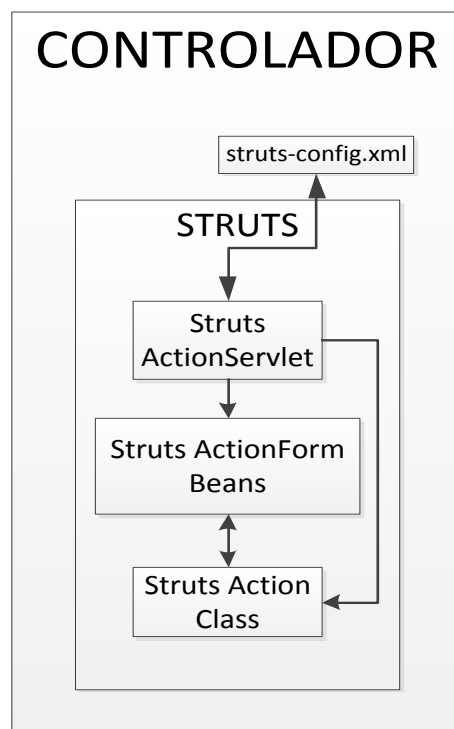 CONTROLADOR
struts-config.xml
STRUTS
Struts
ActionServlet
Struts ActionForm
Beans
Struts Action
Class